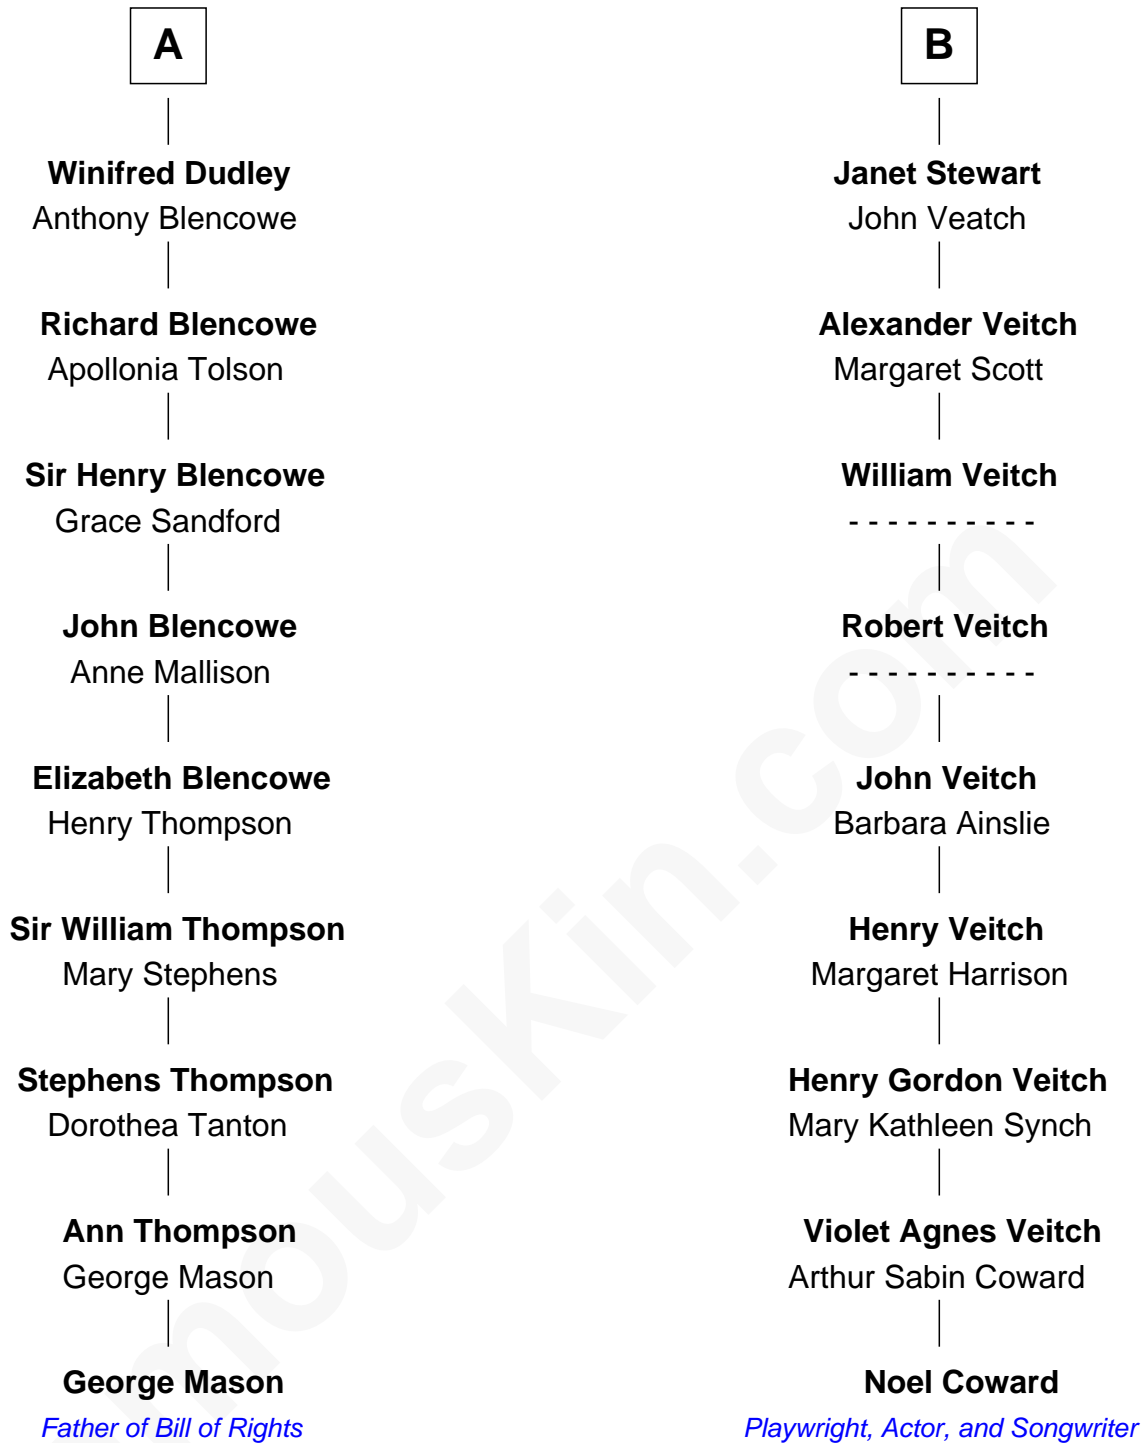 A
Winifred Dudley
Anthony Blencowe
Richard Blencowe
Apollonia Tolson
Sir Henry Blencowe
Grace Sandford
John Blencowe
Anne Mallison
Elizabeth Blencowe
Henry Thompson
Sir William Thompson
Mary Stephens
Stephens Thompson
Dorothea Tanton
Ann Thompson
George Mason
George Mason
Father of Bill of Rights
B
Janet Stewart
John Veatch
Alexander Veitch
Margaret Scott
William Veitch
- - - - - - - - - -
Robert Veitch
- - - - - - - - - -
John Veitch
Barbara Ainslie
Henry Veitch
Margaret Harrison
Henry Gordon Veitch
Mary Kathleen Synch
Violet Agnes Veitch
Arthur Sabin Coward
Noel Coward
Playwright, Actor, and Songwriter
mouskin.com